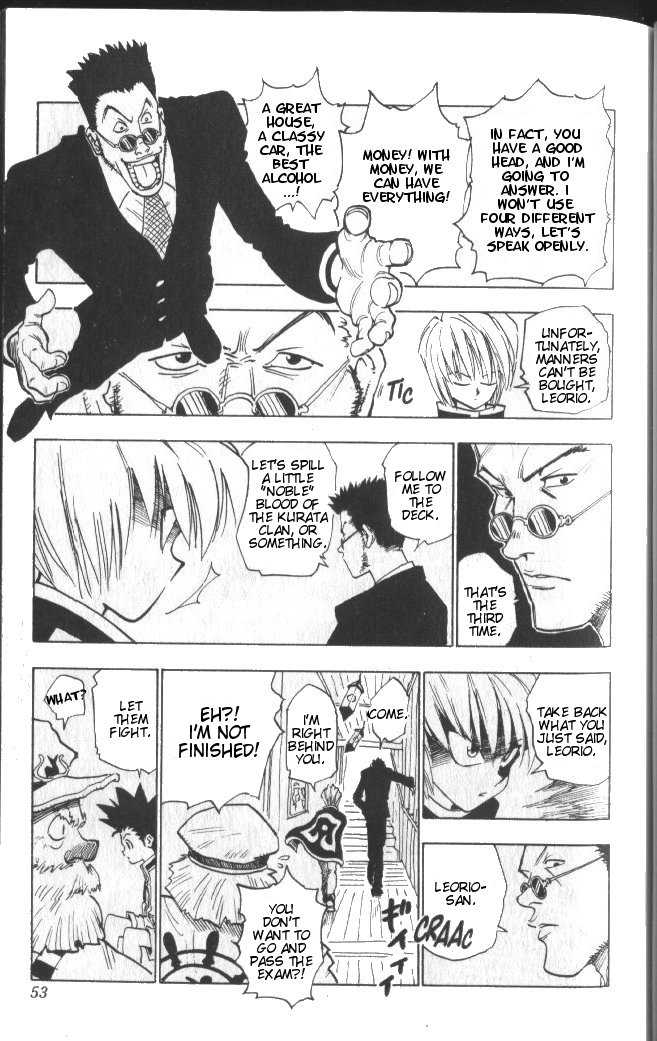 IN FACT, YOU
HAVE A GOOD
HEAD, AND I'M
GOING TO
ANSWER. I
WON'T USE
FOUR DIFFERENT
WAYS, LET'S
SPEAK OPENLY.
MONEY! WITH
MONEY, WE
CAN HAVE
EVERYTHING!
A GREAT
HOUSE,
A CLASSY
CAR, THE
BEST
ALCOHOL
...!
UNFOR-
TUNATELY,
MANNERS
CAN'T BE
BOUGHT,
LEORIO.
TIC
THAT'S
THE
THIRD
TIME.
FOLLOW
ME TO
THE
DECK.
LET'S SPILL
A LITTLE
"NOBLE"
BLOOD OF
THE KURATA
CLAN, OR
SOMETHING.
TAKE BACK
WHAT YOU
JUST SAID,
LEORIO.
LEORIO-
SAN.
COME.
I'M
RIGHT
BEHIND
YOU.
EH?!
I'M NOT
FINISHED!
YOU
DON'T
WANT TO
GO AND
PASS THE
EXAM?!
ギイイイ
CRAAC
LET
THEM
FIGHT.
WHAT?
53